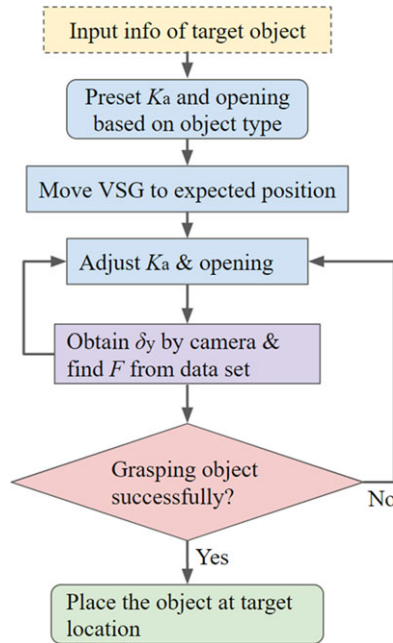 Input info of target object
Preset Ka and opening
based on object type
Move VSG to expected position
Adjust Ka & opening
Obtain δy by camera &
find F from data set
Grasping object
successfully?
No
Yes
Place the object at target
location